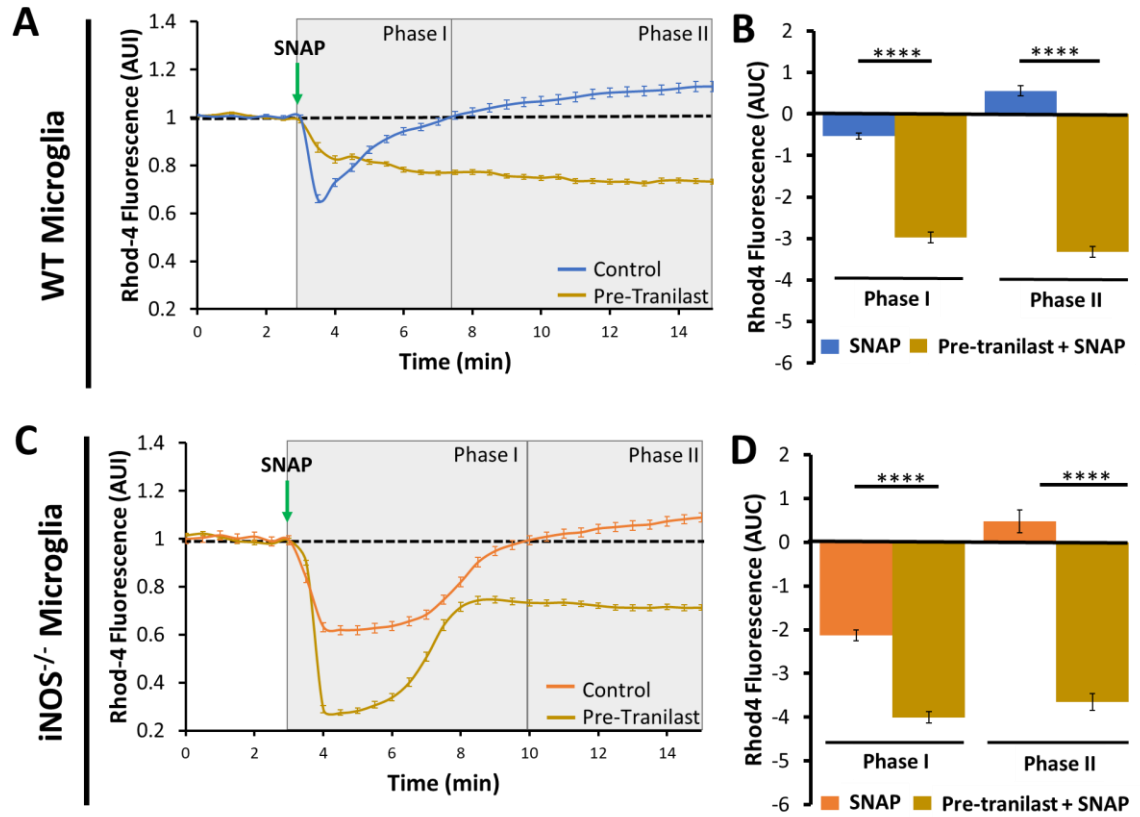 A
WT Microglia
Rhod-4 Fluorescence (AUI)
1.4
1.2
1
0.8
0.6
0.4
0.2
SNAP
Phase I
Phase II
Control
Pre-Tranilast
0 2 4 6 8 10 12 14
Time (min)
B
Rhod4 Fluorescence (AUC)
2
1
0
-1
-2
-3
-4
-5
-6
**** ****
Phase I Phase II
SNAP Pre-tranilast + SNAP
C
iNOS-/- Microglia
Rhod-4 Fluorescence (AUI)
1.4
1.2
1
0.8
0.6
0.4
0.2
SNAP
Phase I
Phase II
Control
Pre-Tranilast
0 2 4 6 8 10 12 14
Time (min)
D
Rhod4 Fluorescence (AUC)
2
1
0
-1
-2
-3
-4
-5
-6
**** ****
Phase I Phase II
SNAP Pre-tranilast + SNAP